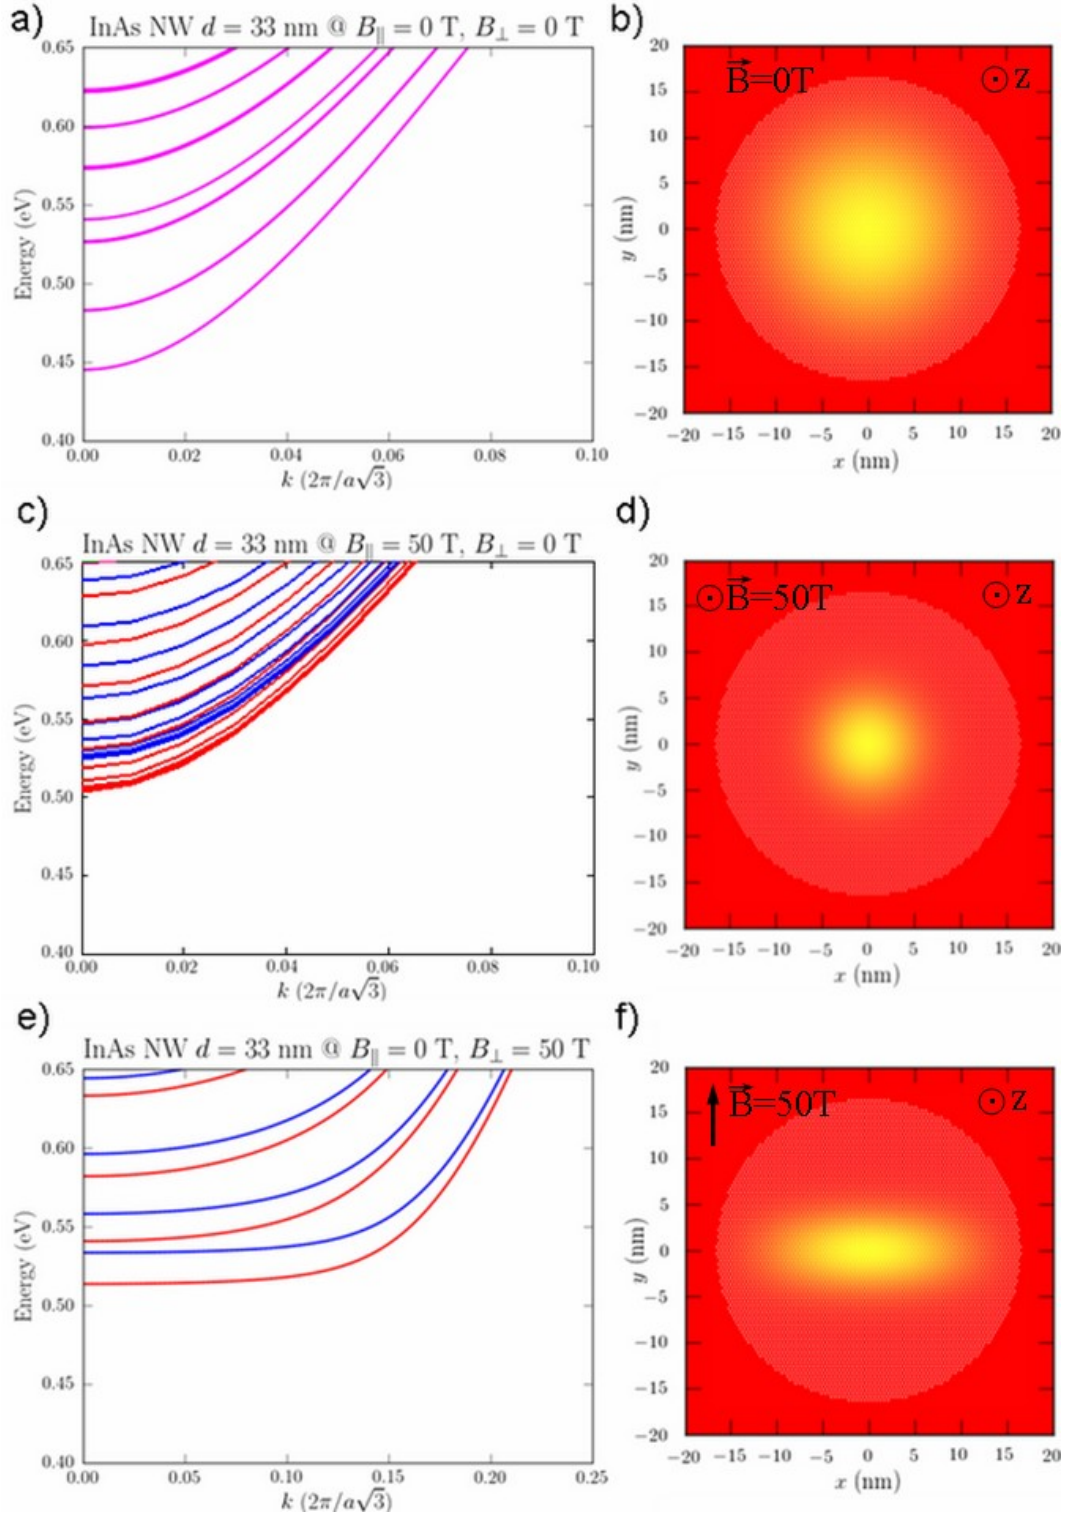 a)
InAs NW d = 33 nm @ B∥ = 0 T, B⊥ = 0 T
0.65
0.60
0.55
0.50
0.45
0.40
Energy (eV)
0.00 0.02 0.04 0.06 0.08 0.10
k (2π/a√3)
b)
B⃗=0T
⊙ z
20
15
10
5
0
−5
−10
−15
−20
y (nm)
−20 −15 −10 −5 0 5 10 15 20
x (nm)
c)
InAs NW d = 33 nm @ B∥ = 50 T, B⊥ = 0 T
0.65
0.60
0.55
0.50
0.45
0.40
Energy (eV)
0.00 0.02 0.04 0.06 0.08 0.10
k (2π/a√3)
d)
⊙ B⃗=50T
⊙ z
20
15
10
5
0
−5
−10
−15
−20
y (nm)
−20 −15 −10 −5 0 5 10 15 20
x (nm)
e)
InAs NW d = 33 nm @ B∥ = 0 T, B⊥ = 50 T
0.65
0.60
0.55
0.50
0.45
0.40
Energy (eV)
0.00 0.05 0.10 0.15 0.20 0.25
k (2π/a√3)
f)
↑ B⃗=50T
⊙ z
20
15
10
5
0
−5
−10
−15
−20
y (nm)
−20 −15 −10 −5 0 5 10 15 20
x (nm)